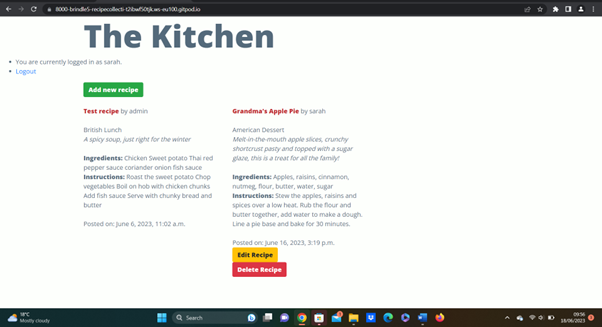 8000-brindle5-recipecollecti-t2ibwf50tjk.ws-eu100.gitpod.io
The Kitchen
You are currently logged in as sarah.
Logout
Add new recipe
Test recipe by admin
British Lunch
A spicy soup, just right for the winter
Ingredients: Chicken Sweet potato Thai red
pepper sauce coriander onion fish sauce
Instructions: Roast the sweet potato Chop
vegetables Boil on hob with chicken chunks
Add fish sauce Serve with chunky bread and
butter
Posted on: June 6, 2023, 11:02 a.m.
Grandma's Apple Pie by sarah
American Dessert
Melt-in-the-mouth apple slices, crunchy
shortcrust pasty and topped with a sugar
glaze, this is a treat for all the family!
Ingredients: Apples, raisins, cinnamon,
nutmeg, flour, butter, water, sugar
Instructions: Stew the apples, raisins and
spices over a low heat. Rub the flour and
butter together, add water to make a dough.
Line a pie base and bake for 30 minutes.
Posted on: June 16, 2023, 3:19 p.m.
Edit Recipe
Delete Recipe
18°C
Mostly cloudy
Search
09:56
18/06/2023